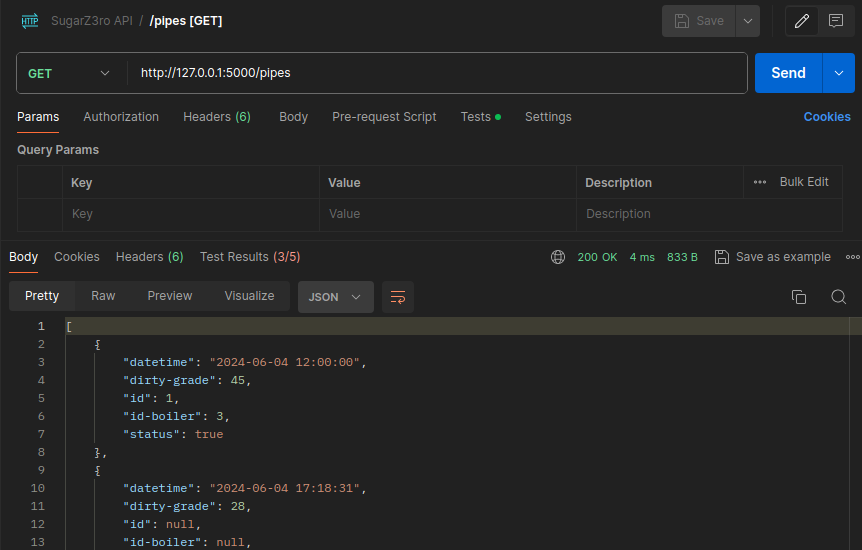 HTTP SugarZ3ro API / /pipes [GET] Save
GET http://127.0.0.1:5000/pipes Send
Params Authorization Headers (6) Body Pre-request Script Tests Settings Cookies
Query Params
Key Value Description Bulk Edit
Key Value Description
Body Cookies Headers (6) Test Results (3/5) 200 OK 4 ms 833 B Save as example
Pretty Raw Preview Visualize JSON
1 [
2 {
3 "datetime": "2024-06-04 12:00:00",
4 "dirty-grade": 45,
5 "id": 1,
6 "id-boiler": 3,
7 "status": true
8 },
9 {
10 "datetime": "2024-06-04 17:18:31",
11 "dirty-grade": 28,
12 "id": null,
13 "id-boiler": null,